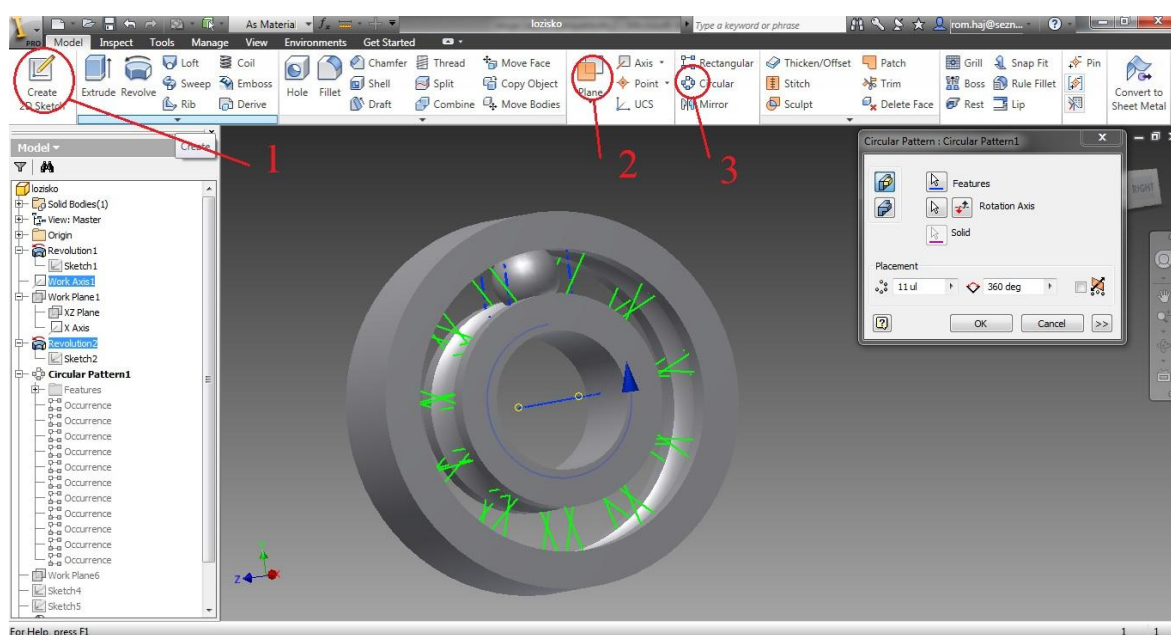 As Material
lozisko
Type a keyword or phrase
rom.haj@sezn...
PRO
Model Inspect Tools Manage View Environments Get Started
Loft Coil Chamfer Thread Move Face Axis Rectangular Thicken/Offset Patch Grill Snap Fit Pin
Create 2D Sketch Extrude Revolve Sweep Emboss Hole Fillet Shell Split Copy Object Plane Point Circular Stitch Trim Boss Rule Fillet Convert to Sheet Metal
Rib Derive Draft Combine Move Bodies UCS Mirror Sculpt Delete Face Rest Lip
1
2
3
Create
Model
lozisko
Solid Bodies(1)
View: Master
Origin
Revolution1
Sketch1
Work Axis1
Work Plane1
XZ Plane
X Axis
Revolution2
Sketch2
Circular Pattern1
Features
Occurrence
Occurrence
Occurrence
Occurrence
Occurrence
Occurrence
Occurrence
Occurrence
Occurrence
Occurrence
Occurrence
Work Plane6
Sketch4
Sketch5
Circular Pattern : Circular Pattern1
Features
Rotation Axis
Solid
Placement
11 ul 360 deg
OK Cancel >>
RIGHT
Y
Z
For Help, press F1
1 1